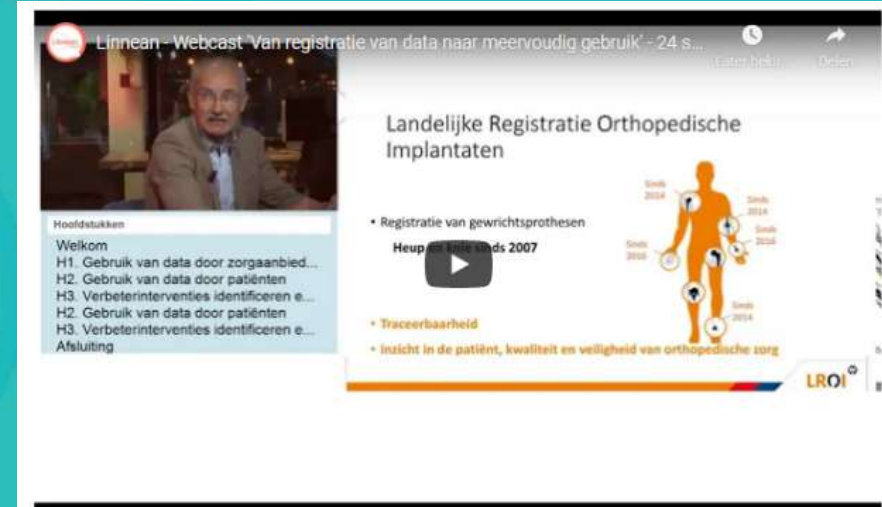 Linnean - Webcast 'Van registratie van data naar meervoudig gebruik' - 24 s...
Later beki...
Delen
Landelijke Registratie Orthopedische
Implantaten
• Registratie van gewrichtsprothesen
Heup en knie sinds 2007
• Traceerbaarheid
• Inzicht in de patiënt, kwaliteit en veiligheid van orthopedische zorg
Sinds
2014
Sinds
2014
Sinds
2016
Sinds
2016
Sinds
2014
LROI
Hoofdstukken
Welkom
H1. Gebruik van data door zorgaanbied...
H2. Gebruik van data door patiënten
H3. Verbeterinterventies identificeren e...
H2. Gebruik van data door patiënten
H3. Verbeterinterventies identificeren e...
Afsluiting